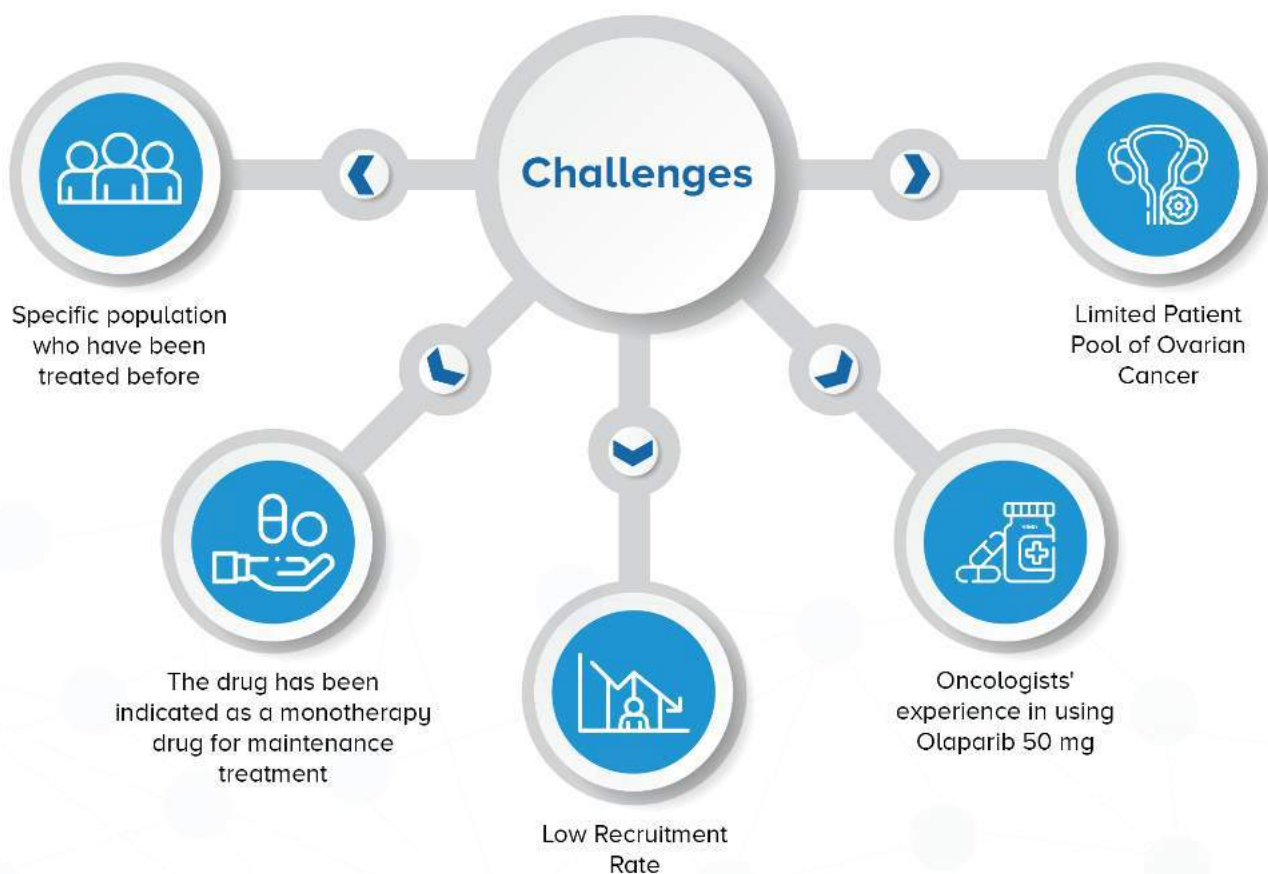 Challenges
Specific population
who have been
treated before
Limited Patient
Pool of Ovarian
Cancer
The drug has been
indicated as a monotherapy
drug for maintenance
treatment
Oncologists'
experience in using
Olaparib 50 mg
Low Recruitment
Rate